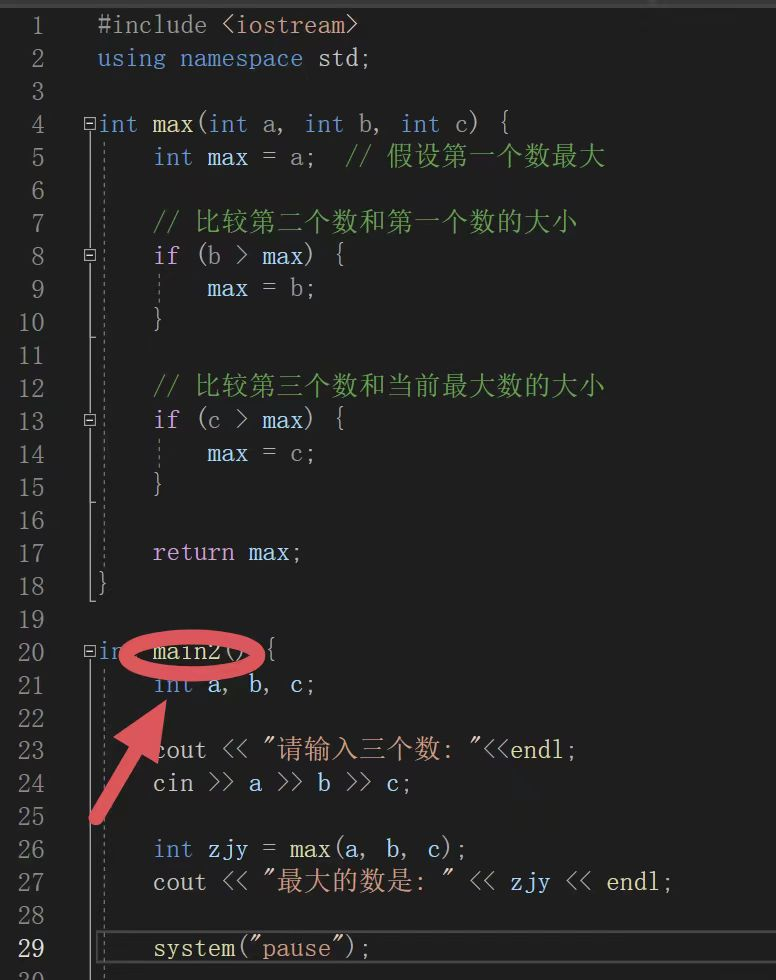 1 #include <iostream>
2 using namespace std;
3
4 int max(int a, int b, int c) {
5 int max = a; // 假设第一个数最大
6
7 // 比较第二个数和第一个数的大小
8 if (b > max) {
9 max = b;
10 }
11
12 // 比较第三个数和当前最大数的大小
13 if (c > max) {
14 max = c;
15 }
16
17 return max;
18 }
19
20 int main2() {
21 int a, b, c;
22
23 cout << "请输入三个数: "<<endl;
24 cin >> a >> b >> c;
25
26 int zjy = max(a, b, c);
27 cout << "最大的数是: " << zjy << endl;
28
29 system("pause");
30